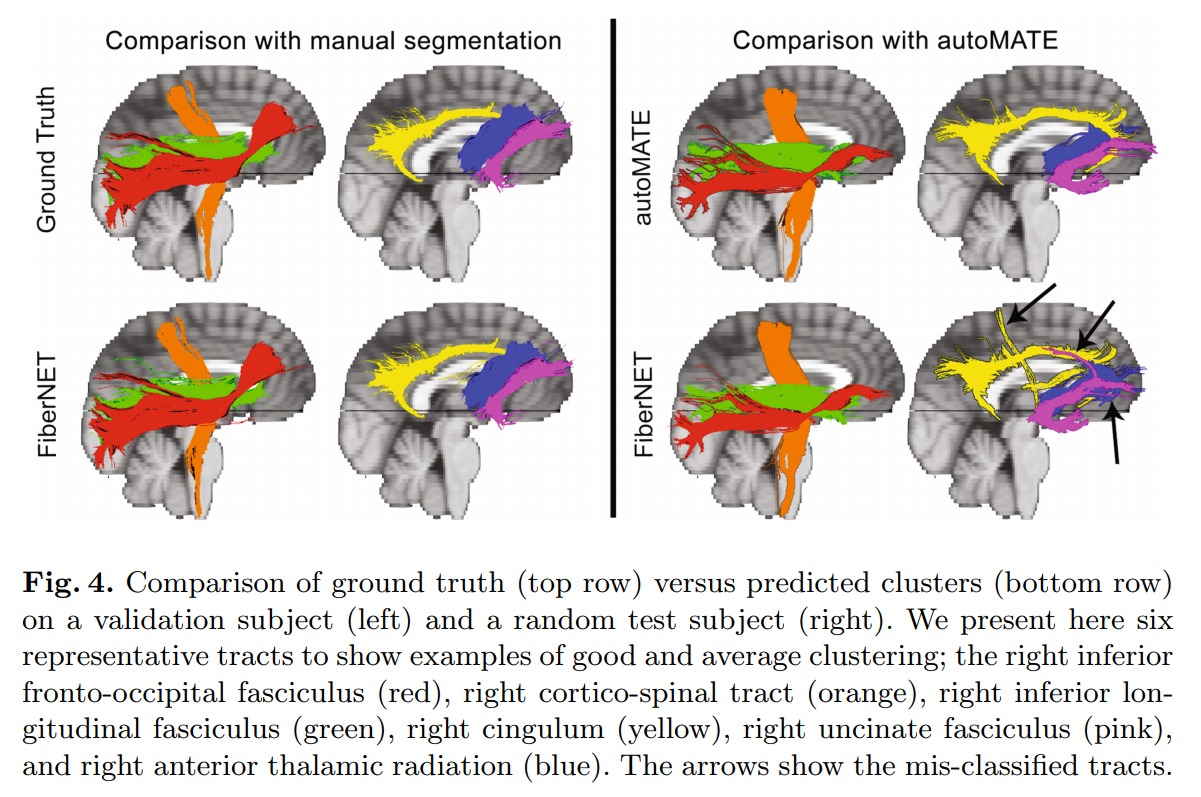 Comparison with manual segmentation
Comparison with autoMATE
Ground Truth
autoMATE
FiberNET
FiberNET
Fig. 4. Comparison of ground truth (top row) versus predicted clusters (bottom row)
on a validation subject (left) and a random test subject (right). We present here six
representative tracts to show examples of good and average clustering; the right inferior
fronto-occipital fasciculus (red), right cortico-spinal tract (orange), right inferior lon-
gitudinal fasciculus (green), right cingulum (yellow), right uncinate fasciculus (pink),
and right anterior thalamic radiation (blue). The arrows show the mis-classified tracts.